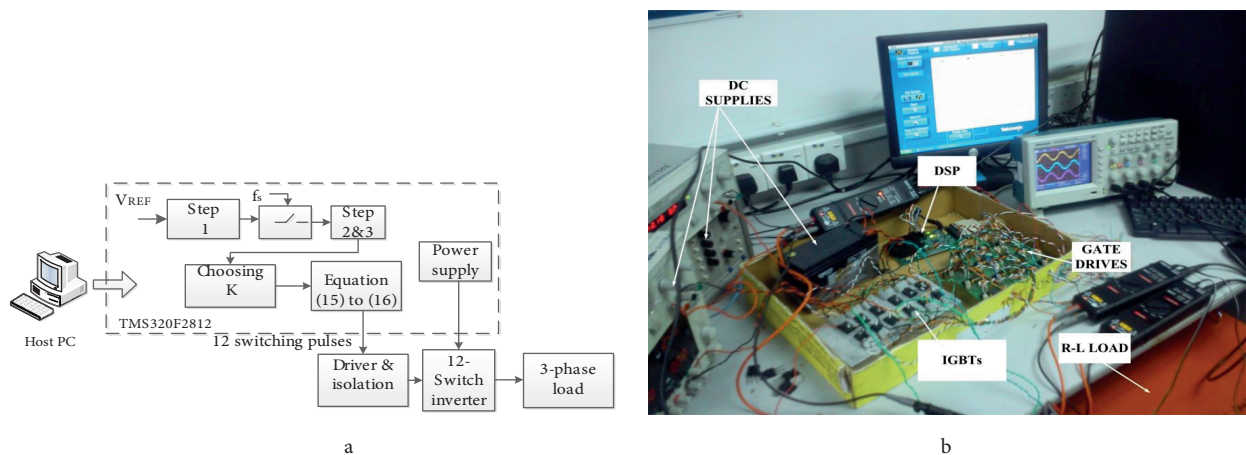 VREF
fs
Step
1
Step
2&3
Choosing
K
Equation
(15) to (16)
Power
supply
TMS320F2812
Host PC
12 switching pulses
Driver &
isolation
12-
Switch
inverter
3-phase
load
a
DC
SUPPLIES
DSP
GATE
DRIVES
IGBTs
R-L LOAD
Tektronix
b